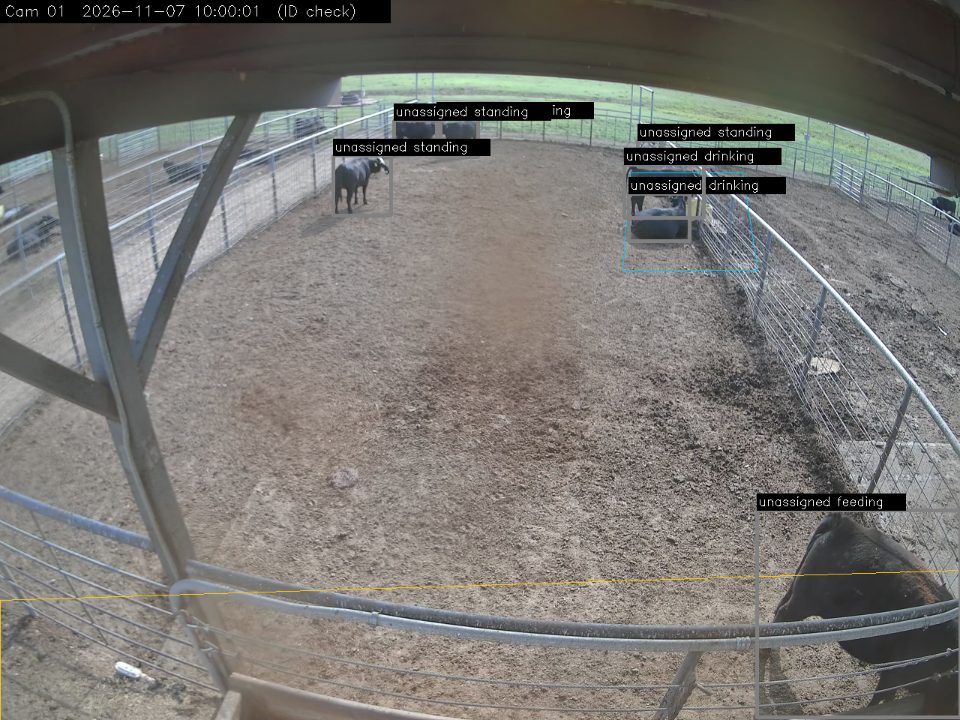 Cam 01 2026-11-07 10:00:01 (ID check)
unassigned standing
ing
unassigned standing
unassigned standing
unassigned drinking
unassigned drinking
unassigned feeding